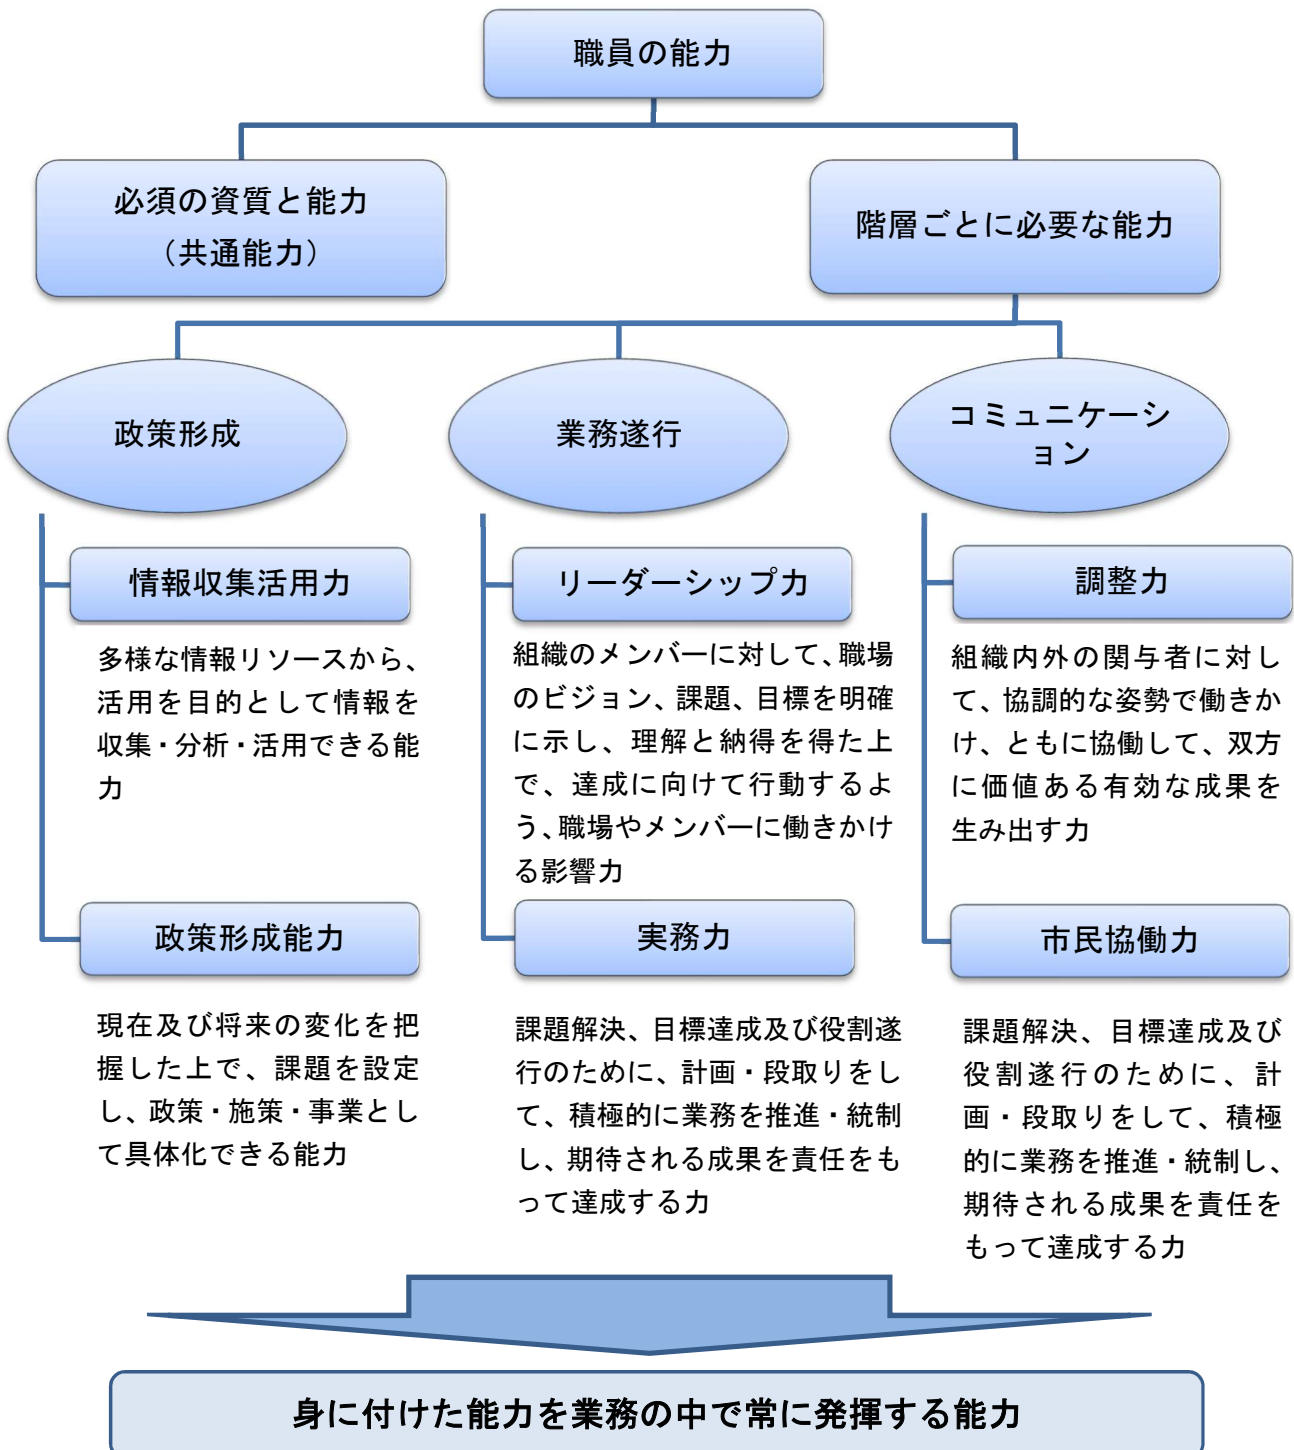 職員の能力
必須の資質と能力
（共通能力）
階層ごとに必要な能力
政策形成
業務遂行
コミュニケーシ
ョン
情報収集活用力
多様な情報リソースから、
活用を目的として情報を
収集・分析・活用できる能
力
政策形成能力
現在及び将来の変化を把
握した上で、課題を設定
し、政策・施策・事業とし
て具体化できる能力
リーダーシップ力
組織のメンバーに対して、職場
のビジョン、課題、目標を明確
に示し、理解と納得を得た上
で、達成に向けて行動するよ
う、職場やメンバーに働きかけ
る影響力
実務力
課題解決、目標達成及び役割遂
行のために、計画・段取りをし
て、積極的に業務を推進・統制
し、期待される成果を責任をも
って達成する力
調整力
組織内外の関与者に対し
て、協調的な姿勢で働きか
け、ともに協働して、双方
に価値ある有効な成果を
生み出す力
市民協働力
課題解決、目標達成及び
役割遂行のために、計
画・段取りをして、積極
的に業務を推進・統制し、
期待される成果を責任を
もって達成する力
身に付けた能力を業務の中で常に発揮する能力